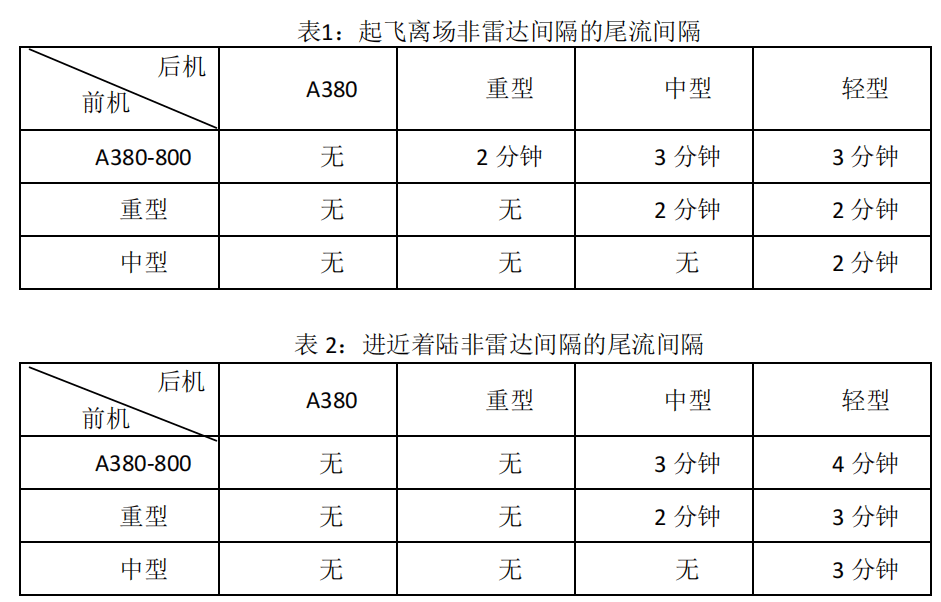 表1：起飞离场非雷达间隔的尾流间隔
后机
前机
A380 重型 中型 轻型
A380-800 无 2 分钟 3 分钟 3 分钟
重型 无 无 2 分钟 2 分钟
中型 无 无 无 2 分钟
表 2：进近着陆非雷达间隔的尾流间隔
后机
前机
A380 重型 中型 轻型
A380-800 无 无 3 分钟 4 分钟
重型 无 无 2 分钟 3 分钟
中型 无 无 无 3 分钟